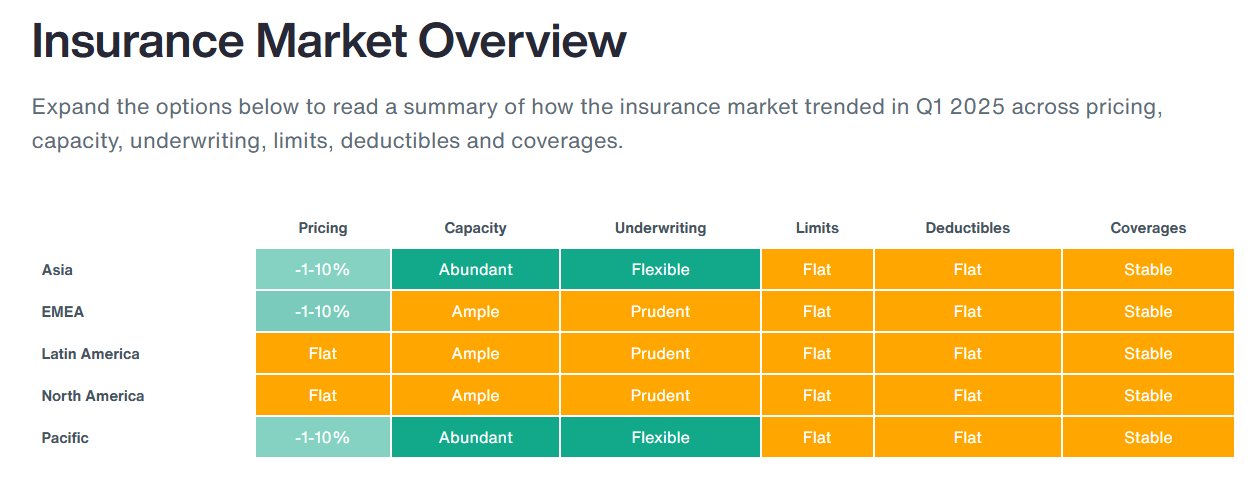 Insurance Market Overview
Expand the options below to read a summary of how the insurance market trended in Q1 2025 across pricing,
capacity, underwriting, limits, deductibles and coverages.
Pricing Capacity Underwriting Limits Deductibles Coverages
Asia -1-10% Abundant Flexible Flat Flat Stable
EMEA -1-10% Ample Prudent Flat Flat Stable
Latin America Flat Ample Prudent Flat Flat Stable
North America Flat Ample Prudent Flat Flat Stable
Pacific -1-10% Abundant Flexible Flat Flat Stable